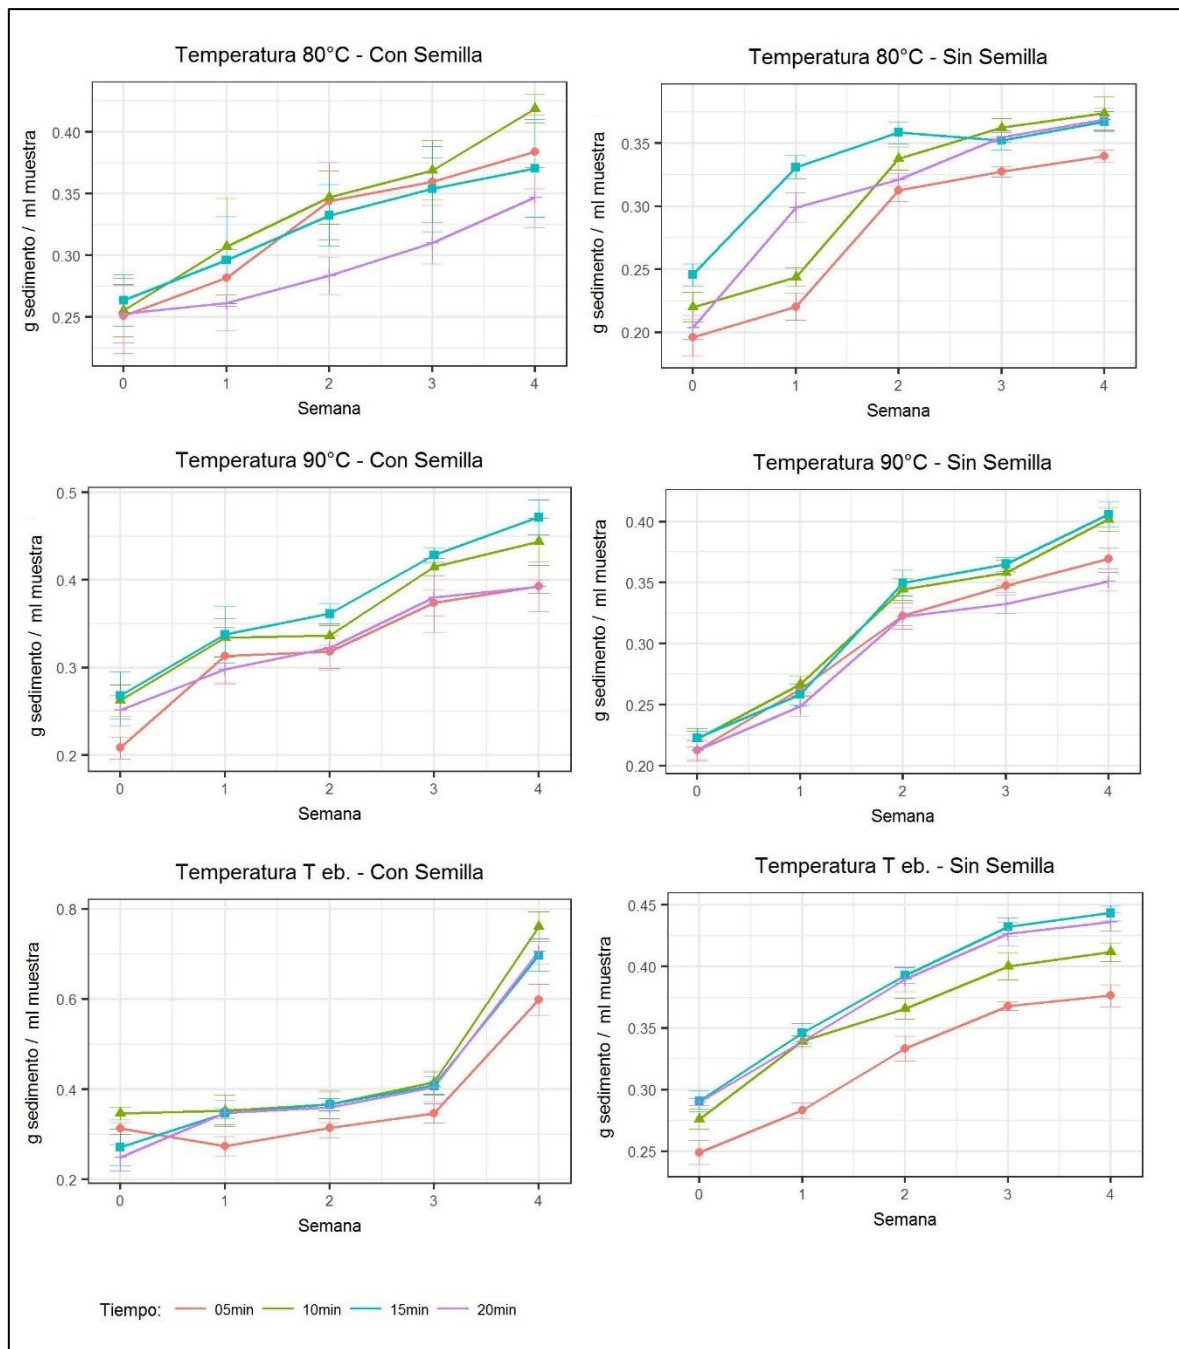 Temperatura 80°C - Con Semilla
g sedimento / ml muestra
0.40
0.35
0.30
0.25
0 1 2 3 4
Semana
Temperatura 80°C - Sin Semilla
g sedimento / ml muestra
0.35
0.30
0.25
0.20
0 1 2 3 4
Semana
Temperatura 90°C - Con Semilla
g sedimento / ml muestra
0.5
0.4
0.3
0.2
0 1 2 3 4
Semana
Temperatura 90°C - Sin Semilla
g sedimento / ml muestra
0.40
0.35
0.30
0.25
0.20
0 1 2 3 4
Semana
Temperatura T eb. - Con Semilla
g sedimento / ml muestra
0.8
0.6
0.4
0.2
0 1 2 3 4
Semana
Temperatura T eb. - Sin Semilla
g sedimento / ml muestra
0.45
0.40
0.35
0.30
0.25
0 1 2 3 4
Semana
Tiempo: 05min 10min 15min 20min